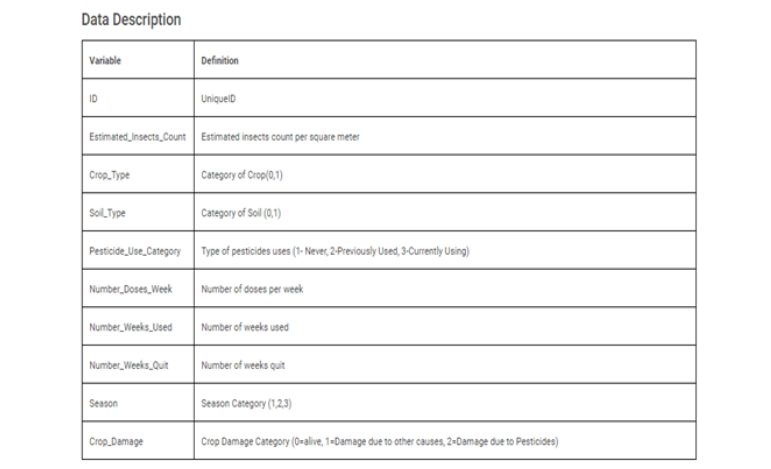 Data Description
Variable Definition
ID UniqueID
Estimated_Insects_Count Estimated insects count per square meter
Crop_Type Category of Crop(0,1)
Soil_Type Category of Soil (0,1)
Pesticide_Use_Category Type of pesticides uses (1- Never, 2-Previously Used, 3-Currently Using)
Number_Doses_Week Number of doses per week
Number_Weeks_Used Number of weeks used
Number_Weeks_Quit Number of weeks quit
Season Season Category (1,2,3)
Crop_Damage Crop Damage Category (0=alive, 1=Damage due to other causes, 2=Damage due to Pesticides)